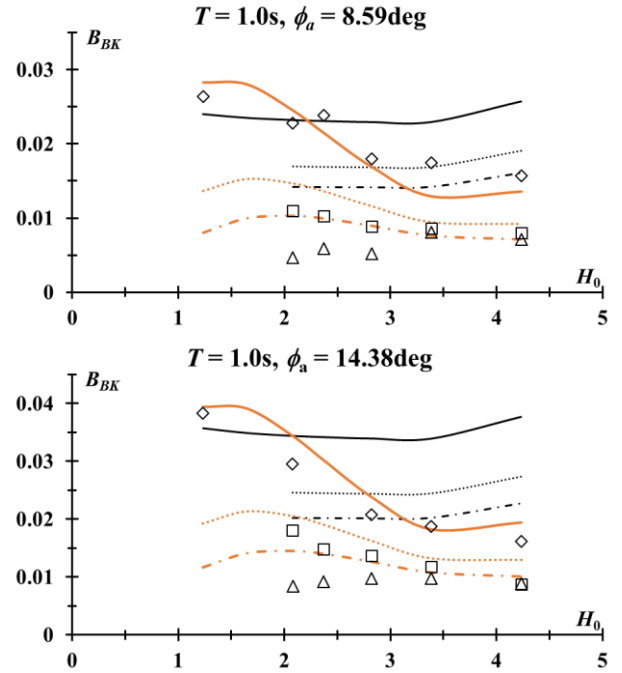 T = 1.0s, ϕa = 8.59deg
BBK
0.03
0.02
0.01
0
H0
0 1 2 3 4 5
T = 1.0s, ϕa = 14.38deg
BBK
0.04
0.03
0.02
0.01
0
H0
0 1 2 3 4 5